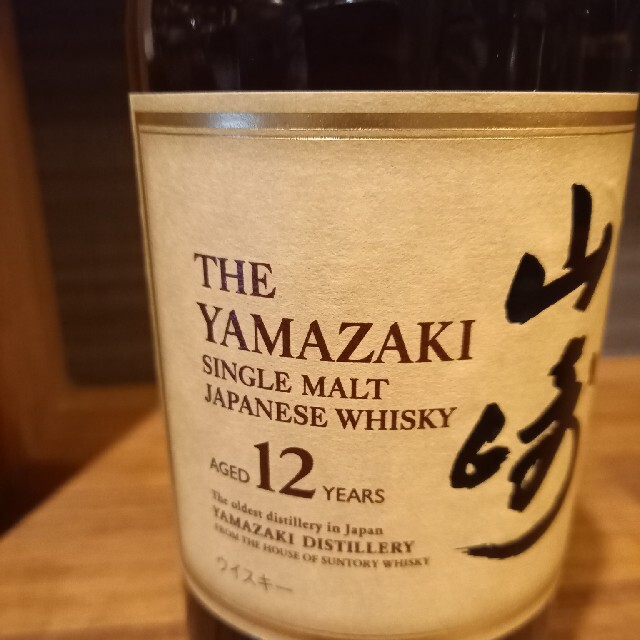 THE
YAMAZAKI
SINGLE MALT
JAPANESE WHISKY
AGED 12 YEARS
The oldest distillery in Japan
YAMAZAKI DISTILLERY
FROM THE HOUSE OF SUNTORY WHISKY
ウイスキー
山崎